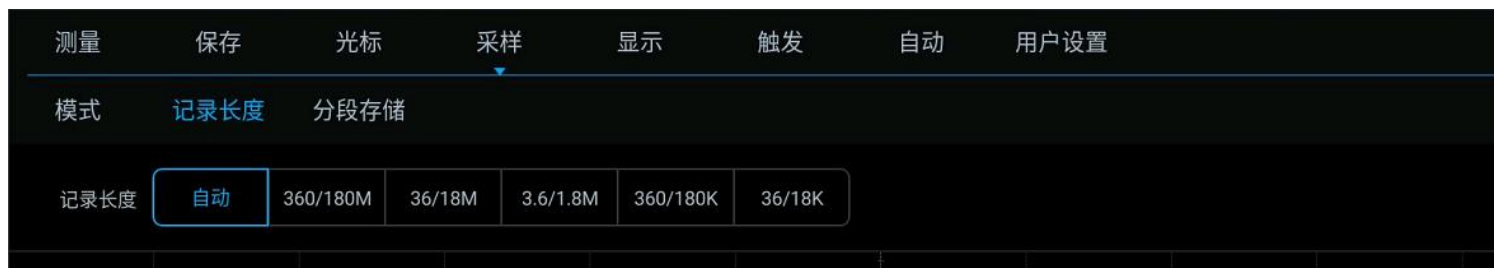 测量 保存 光标 采样 显示 触发 自动 用户设置
模式 记录长度 分段存储
记录长度 自动 360/180M 36/18M 3.6/1.8M 360/180K 36/18K